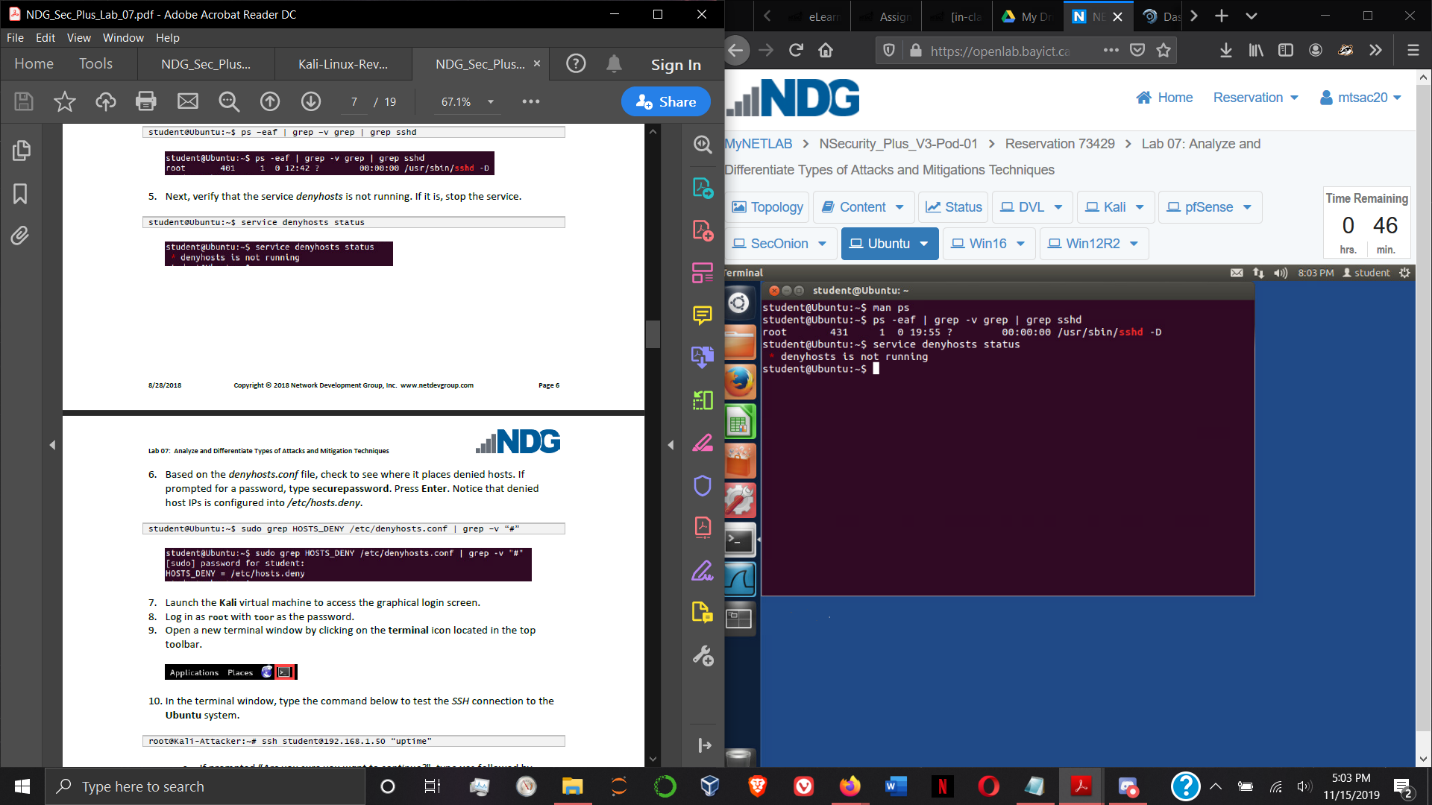 NDG_Sec_Plus_Lab_07.pdf - Adobe Acrobat Reader DC
File Edit View Window Help
Home Tools NDG_Sec_Plus... Kali-Linux-Rev... NDG_Sec_Plus... × Sign In
7 / 19 67.1% Share
student@Ubuntu:~$ ps -eaf | grep -v grep | grep sshd
student@Ubuntu:~$ ps -eaf | grep -v grep | grep sshd
root 401 1 0 12:42 ? 00:00:00 /usr/sbin/sshd -D
5. Next, verify that the service denyhosts is not running. If it is, stop the service.
student@Ubuntu:~$ service denyhosts status
student@Ubuntu:~$ service denyhosts status
* denyhosts is not running
8/28/2018 Copyright © 2018 Network Development Group, Inc. www.netdevgroup.com Page 6
Lab 07: Analyze and Differentiate Types of Attacks and Mitigation Techniques
NDG
6. Based on the denyhosts.conf file, check to see where it places denied hosts. If
prompted for a password, type securepassword. Press Enter. Notice that denied
host IPs is configured into /etc/hosts.deny.
student@Ubuntu:~$ sudo grep HOSTS_DENY /etc/denyhosts.conf | grep -v “#”
student@Ubuntu:~$ sudo grep HOSTS_DENY /etc/denyhosts.conf | grep -v "#"
[sudo] password for student:
HOSTS_DENY = /etc/hosts.deny
7. Launch the Kali virtual machine to access the graphical login screen.
8. Log in as root with toor as the password.
9. Open a new terminal window by clicking on the terminal icon located in the top
toolbar.
Applications Places
10. In the terminal window, type the command below to test the SSH connection to the
Ubuntu system.
root@Kali-Attacker:~# ssh student@192.168.1.50 “uptime”
eLearn Assign [in-cla My Dr Das
https://openlab.bayict.ca
NDG
Home Reservation mtsac20
MyNETLAB > NSecurity_Plus_V3-Pod-01 > Reservation 73429 > Lab 07: Analyze and
Differentiate Types of Attacks and Mitigations Techniques
Topology Content Status DVL Kali pfSense
SecOnion Ubuntu Win16 Win12R2
Time Remaining
0 46
hrs. min.
Terminal 8:03 PM student
student@Ubuntu: ~
student@Ubuntu:~$ man ps
student@Ubuntu:~$ ps -eaf | grep -v grep | grep sshd
root 431 1 0 19:55 ? 00:00:00 /usr/sbin/sshd -D
student@Ubuntu:~$ service denyhosts status
* denyhosts is not running
student@Ubuntu:~$
Type here to search
5:03 PM
11/15/2019
2